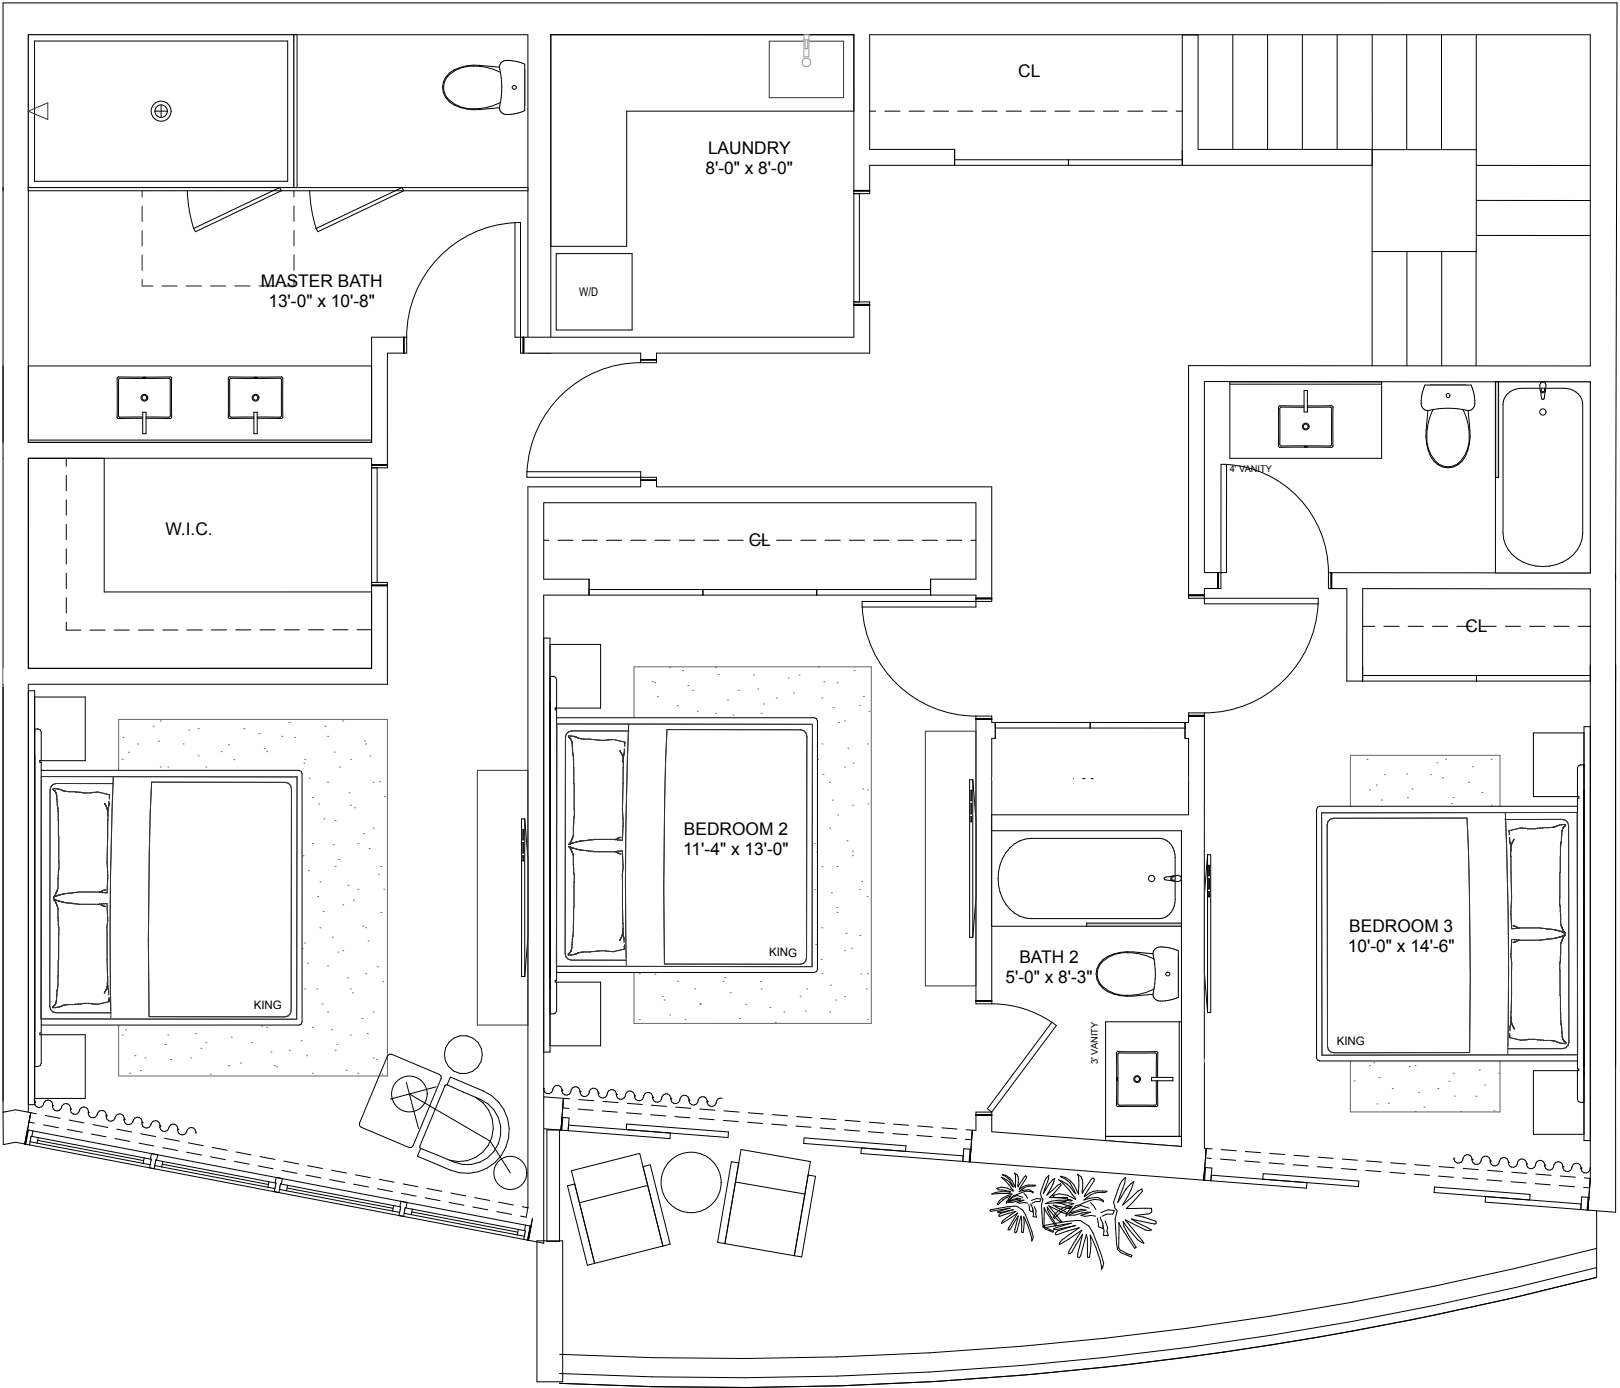 CL
LAUNDRY
8'-0" x 8'-0"
MASTER BATH
13'-0" x 10'-8"
W/D
4' VANITY
W.I.C.
CL
CL
BEDROOM 2
11'-4" x 13'-0"
KING
KING
BATH 2
5'-0" x 8'-3"
3' VANITY
BEDROOM 3
10'-0" x 14'-6"
KING